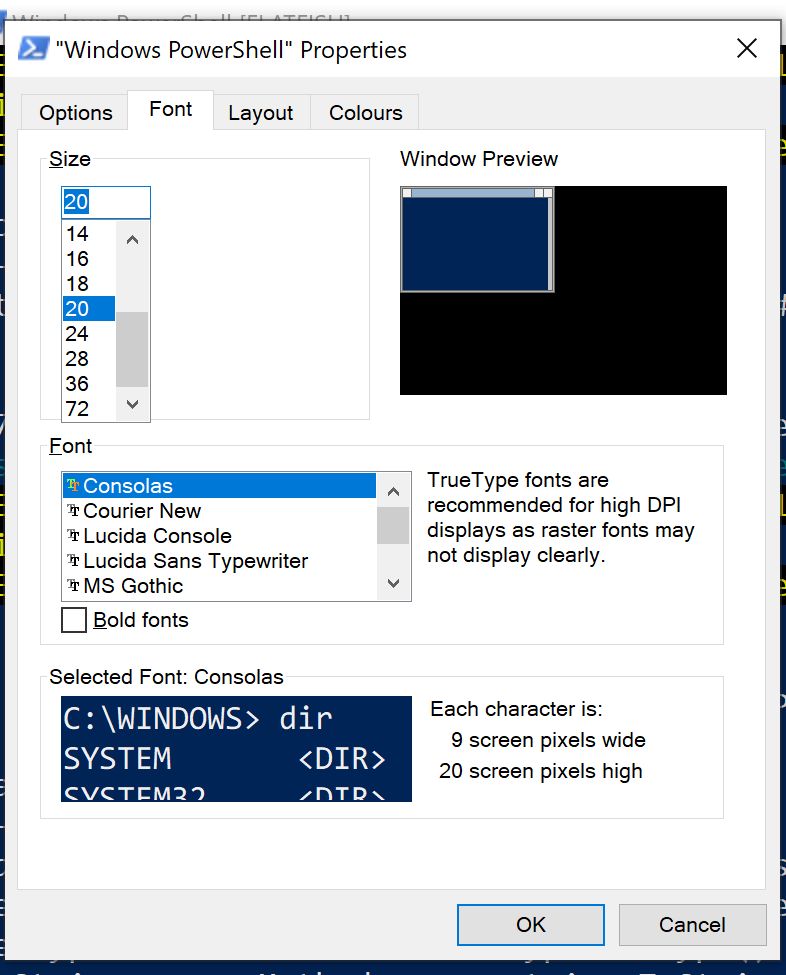 "Windows PowerShell" Properties
Options
Font
Layout
Colours
Size
Window Preview
20
14
16
18
20
24
28
36
72
Font
Consolas
Courier New
Lucida Console
Lucida Sans Typewriter
MS Gothic
TrueType fonts are
recommended for high DPI
displays as raster fonts may
not display clearly.
Bold fonts
Selected Font: Consolas
C:\WINDOWS> dir
SYSTEM <DIR>
SYSTEM32 <DIR>
Each character is:
9 screen pixels wide
20 screen pixels high
OK
Cancel